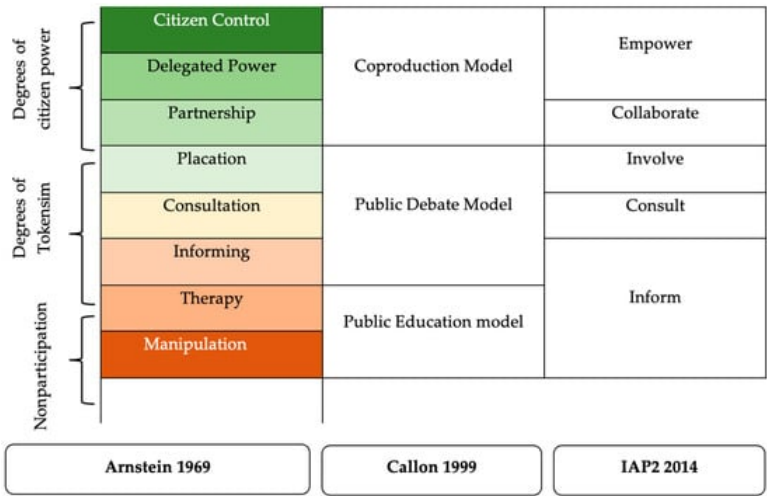 Degrees of
citizen power
Degrees of
Tokensim
Nonparticipation
Citizen Control
Delegated Power
Partnership
Placation
Consultation
Informing
Therapy
Manipulation
Coproduction Model
Public Debate Model
Public Education model
Empower
Collaborate
Involve
Consult
Inform
Arnstein 1969
Callon 1999
IAP2 2014